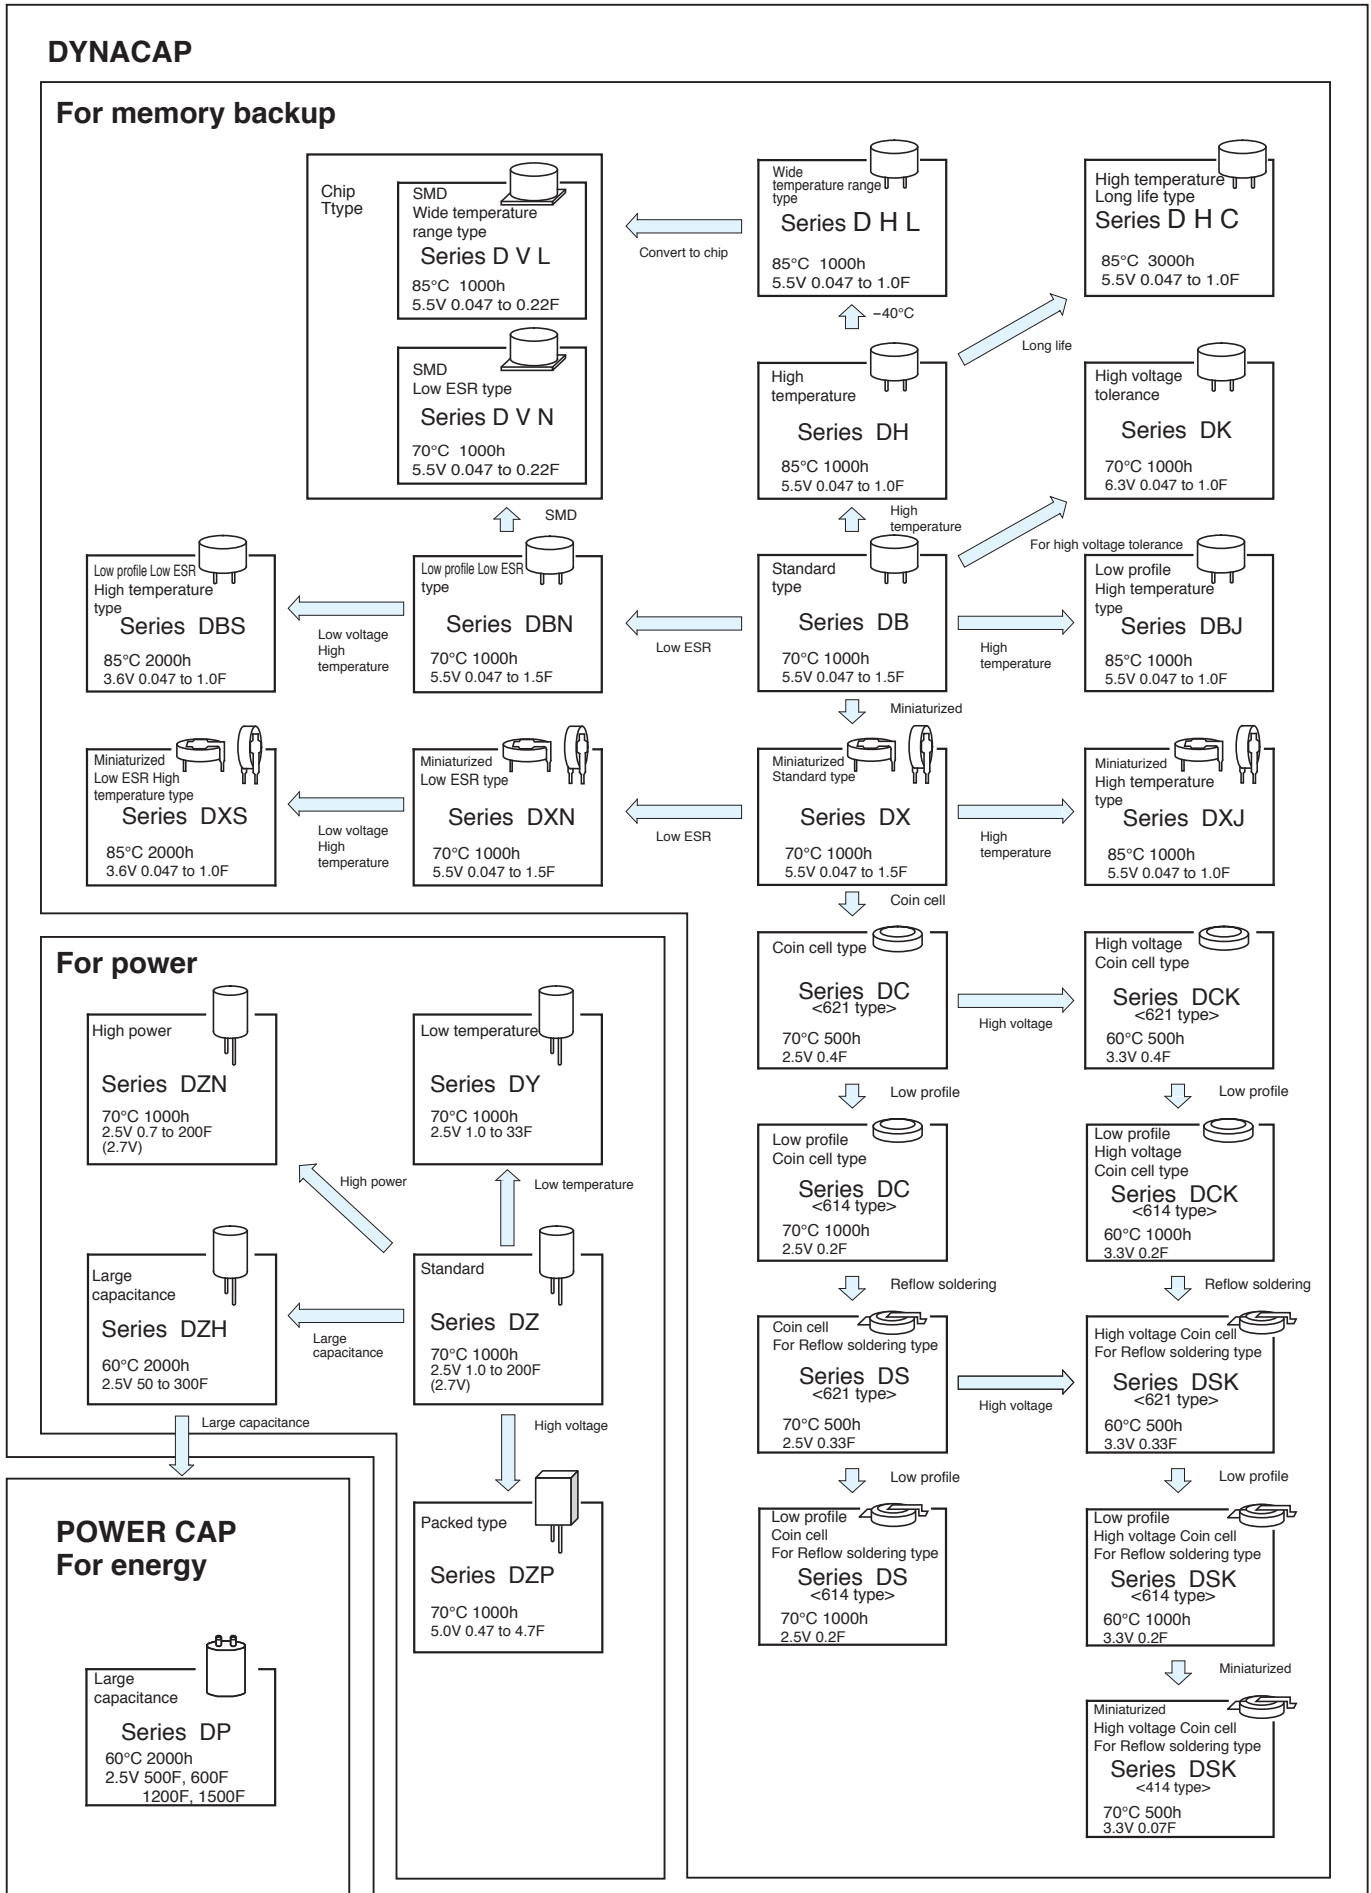 DYNACAP
For memory backup
Chip
Ttype
SMD
Wide temperature
range type
Series D V L
85°C 1000h
5.5V 0.047 to 0.22F
SMD
Low ESR type
Series D V N
70°C 1000h
5.5V 0.047 to 0.22F
Convert to chip
Wide
temperature range
type
Series D H L
85°C 1000h
5.5V 0.047 to 1.0F
High temperature
Long life type
Series D H C
85°C 3000h
5.5V 0.047 to 1.0F
−40°C
Long life
High
temperature
Series DH
85°C 1000h
5.5V 0.047 to 1.0F
High voltage
tolerance
Series DK
70°C 1000h
6.3V 0.047 to 1.0F
SMD
High
temperature
For high voltage tolerance
Low profile Low ESR
High temperature
type
Series DBS
85°C 2000h
3.6V 0.047 to 1.0F
Low voltage
High
temperature
Low profile Low ESR
type
Series DBN
70°C 1000h
5.5V 0.047 to 1.5F
Low ESR
Standard
type
Series DB
70°C 1000h
5.5V 0.047 to 1.5F
High
temperature
Low profile
High temperature
type
Series DBJ
85°C 1000h
5.5V 0.047 to 1.0F
Miniaturized
Miniaturized
Low ESR High
temperature type
Series DXS
85°C 2000h
3.6V 0.047 to 1.0F
Low voltage
High
temperature
Miniaturized
Low ESR type
Series DXN
70°C 1000h
5.5V 0.047 to 1.5F
Low ESR
Miniaturized
Standard type
Series DX
70°C 1000h
5.5V 0.047 to 1.5F
High
temperature
Miniaturized
High temperature
type
Series DXJ
85°C 1000h
5.5V 0.047 to 1.0F
Coin cell
Coin cell type
Series DC
<621 type>
70°C 500h
2.5V 0.4F
High voltage
High voltage
Coin cell type
Series DCK
<621 type>
60°C 500h
3.3V 0.4F
Low profile
Low profile
Low profile
Coin cell type
Series DC
<614 type>
70°C 1000h
2.5V 0.2F
Low profile
High voltage
Coin cell type
Series DCK
<614 type>
60°C 1000h
3.3V 0.2F
Reflow soldering
Reflow soldering
Coin cell
For Reflow soldering type
Series DS
<621 type>
70°C 500h
2.5V 0.33F
High voltage
High voltage Coin cell
For Reflow soldering type
Series DSK
<621 type>
60°C 500h
3.3V 0.33F
Low profile
Low profile
Low profile
Coin cell
For Reflow soldering type
Series DS
<614 type>
70°C 1000h
2.5V 0.2F
Low profile
High voltage Coin cell
For Reflow soldering type
Series DSK
<614 type>
60°C 1000h
3.3V 0.2F
Miniaturized
Miniaturized
High voltage Coin cell
For Reflow soldering type
Series DSK
<414 type>
70°C 500h
3.3V 0.07F
For power
High power
Series DZN
70°C 1000h
2.5V 0.7 to 200F
(2.7V)
Low temperature
Series DY
70°C 1000h
2.5V 1.0 to 33F
High power
Low temperature
Large
capacitance
Series DZH
60°C 2000h
2.5V 50 to 300F
Large
capacitance
Standard
Series DZ
70°C 1000h
2.5V 1.0 to 200F
(2.7V)
Large capacitance
High voltage
Packed type
Series DZP
70°C 1000h
5.0V 0.47 to 4.7F
POWER CAP
For energy
Large
capacitance
Series DP
60°C 2000h
2.5V 500F, 600F
1200F, 1500F